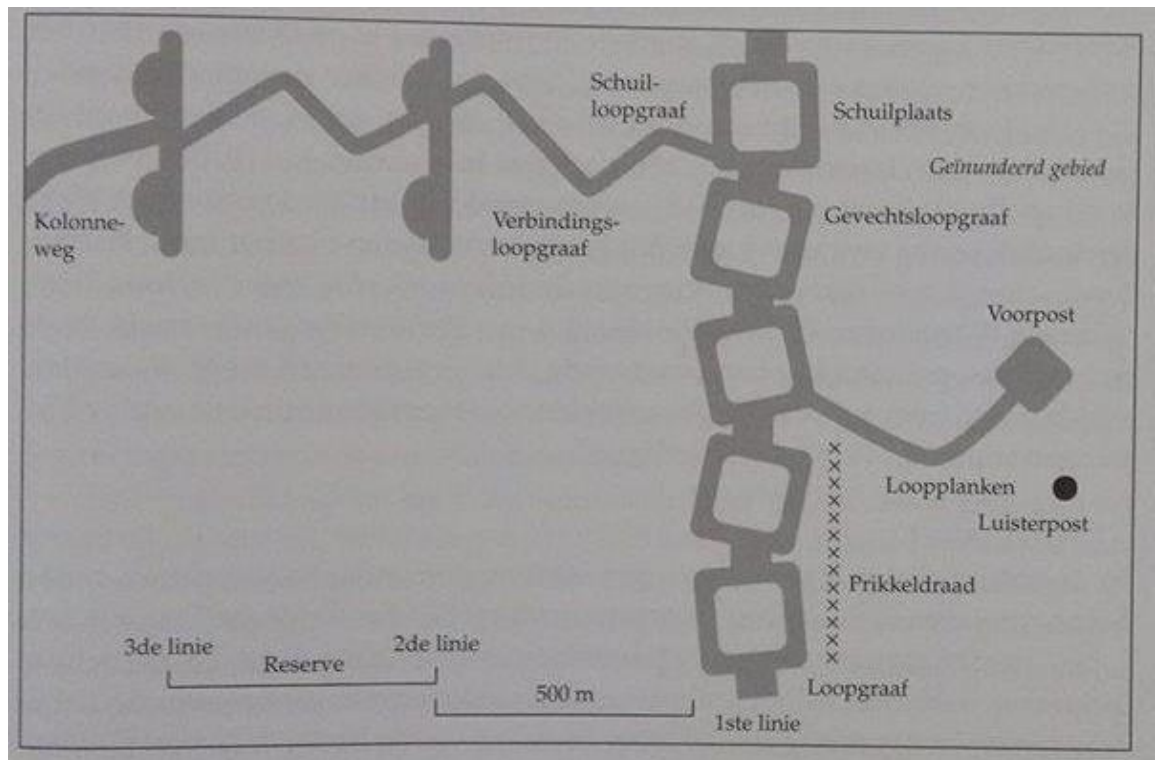 Schuil-
loopgraaf
Schuilplaats
Geïnundeerd gebied
Kolonne-
weg
Verbindings-
loopgraaf
Gevechtsloopgraaf
Voorpost
Loopplanken
Luisterpost
Prikkeldraad
3de linie
Reserve
2de linie
500 m
Loopgraaf
1ste linie